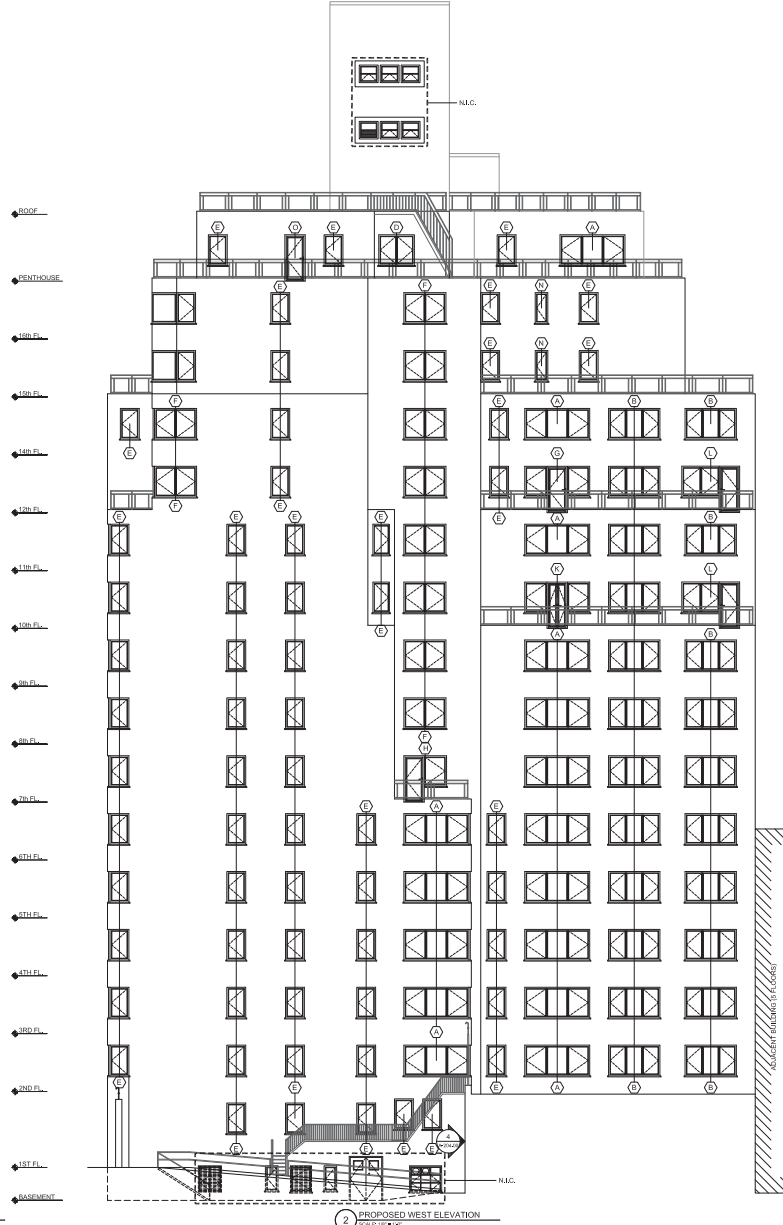 N.I.C.
ROOF
E D E D E A
PENTHOUSE
E F E N E
16th FL.
E N E
15th FL.
F E A B B
14th FL.
E G L
F E
12th FL.
E E E E E A B
11th FL.
K L
10th FL.
E A B
9th FL.
8th FL.
F
H
7th FL.
E A E
6TH FL.
5TH FL.
4TH FL.
3RD FL.
A
ADJACENT BUILDING (5 FLOORS)
2ND FL.
E E E A B B
4
E E E E
1ST FL.
N.I.C.
BASEMENT
2 PROPOSED WEST ELEVATION